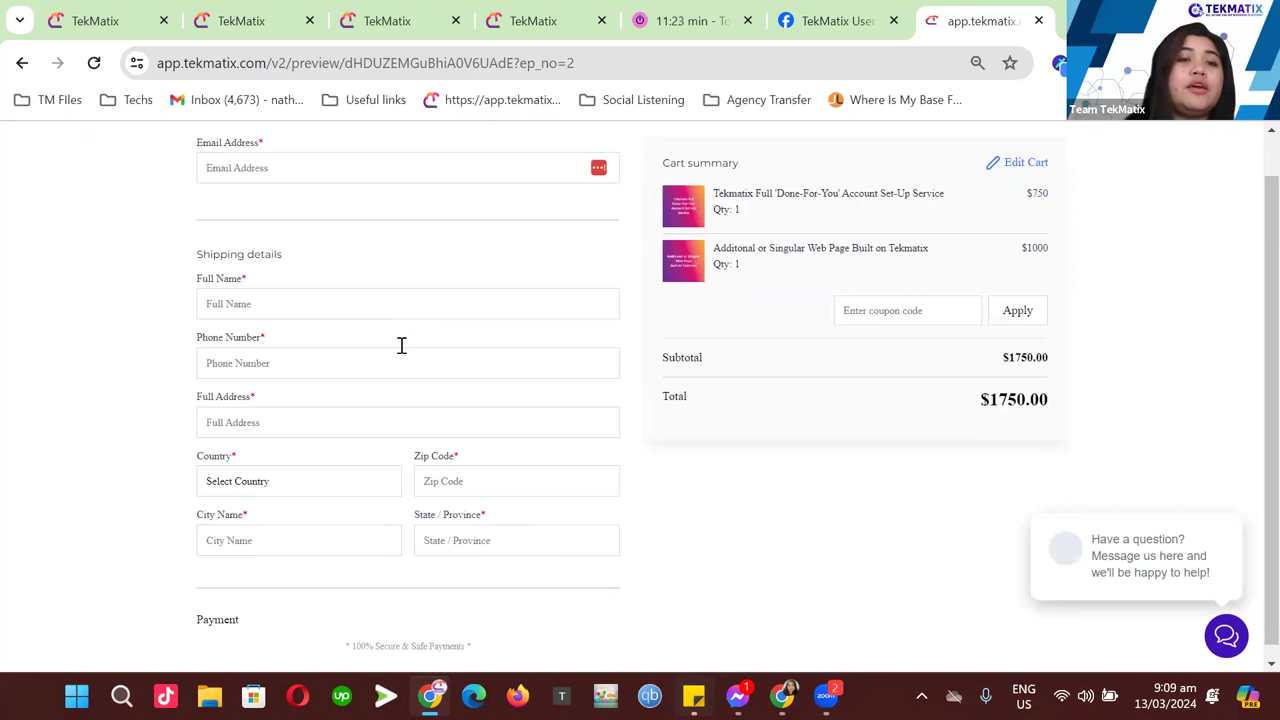 TekMatix
TekMatix
TekMatix
TekMatix
11:23 min - To
TekMatix User
app.tekmatix.c
app.tekmatix.com/v2/preview/dHDUZEMGuBhiA0V6UAdE?ep_no=2
TEKMATIX
Team TekMatix
TM FIles
Techs
Inbox (4,673) - nath...
Useful links
https://app.tekmatix...
Social Listening
Agency Transfer
Where Is My Base F...
Email Address*
Email Address
Shipping details
Full Name*
Full Name
Phone Number*
Phone Number
Full Address*
Full Address
Country*
Zip Code*
Select Country
Zip Code
City Name*
State / Province*
City Name
State / Province
Payment
* 100% Secure & Safe Payments *
Cart summary
Edit Cart
Tekmatix Full 'Done-For-You' Account Set-Up Service
$750
Qty: 1
Additonal or Singular Web Page Built on Tekmatix
$1000
Qty: 1
Enter coupon code
Apply
Subtotal
$1750.00
Total
$1750.00
Have a question?
Message us here and
we'll be happy to help!
ENG
US
9:09 am
13/03/2024